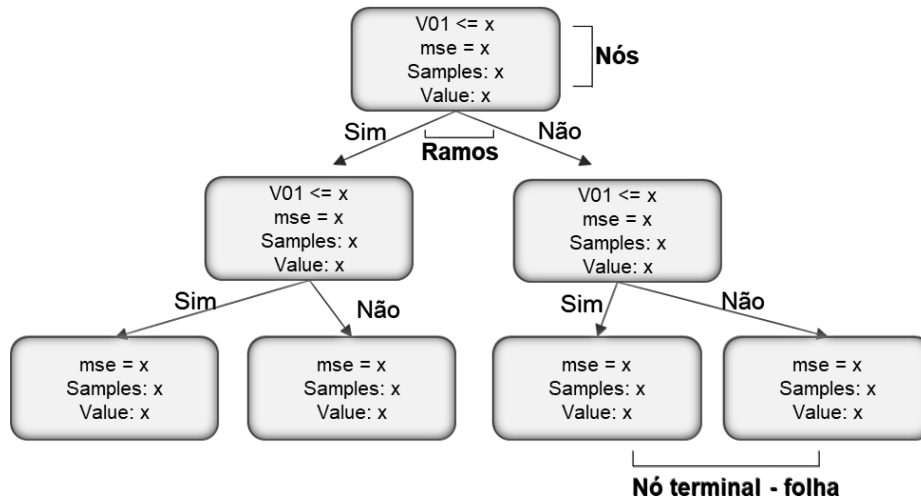 V01 <= x
mse = x
Samples: x
Value: x
Nós
Sim
Não
Ramos
V01 <= x
mse = x
Samples: x
Value: x
V01 <= x
mse = x
Samples: x
Value: x
Sim
Não
Sim
Não
mse = x
Samples: x
Value: x
mse = x
Samples: x
Value: x
mse = x
Samples: x
Value: x
mse = x
Samples: x
Value: x
Nó terminal - folha